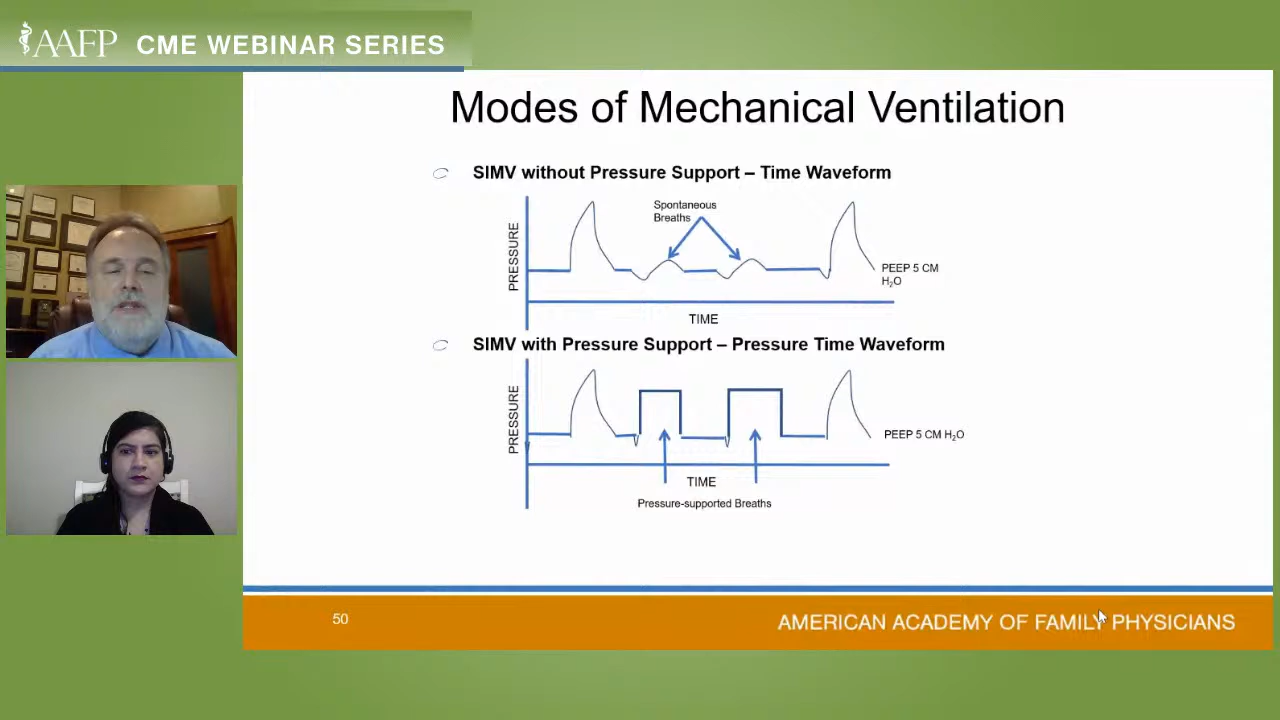 AAFP CME WEBINAR SERIES
Modes of Mechanical Ventilation
SIMV without Pressure Support – Time Waveform
PRESSURE
Spontaneous
Breaths
PEEP 5 CM
H₂O
TIME
SIMV with Pressure Support – Pressure Time Waveform
PRESSURE
PEEP 5 CM H₂O
TIME
Pressure-supported Breaths
50
AMERICAN ACADEMY OF FAMILY PHYSICIANS